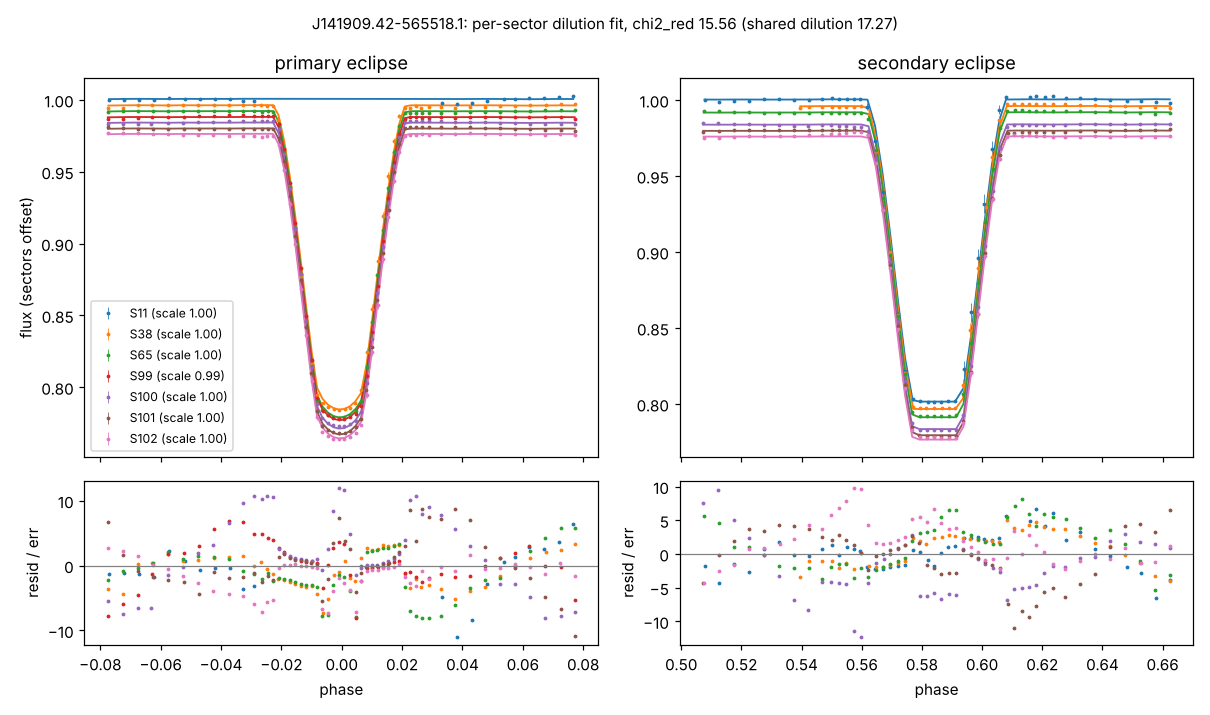 J141909.42-565518.1: per-sector dilution fit, chi2_red 15.56 (shared dilution 17.27)
primary eclipse
secondary eclipse
flux (sectors offset)
1.00
0.95
0.90
0.85
0.80
S11 (scale 1.00)
S38 (scale 1.00)
S65 (scale 1.00)
S99 (scale 0.99)
S100 (scale 1.00)
S101 (scale 1.00)
S102 (scale 1.00)
1.00
0.95
0.90
0.85
0.80
resid / err
10
0
−10
−0.08 −0.06 −0.04 −0.02 0.00 0.02 0.04 0.06 0.08
phase
resid / err
10
5
0
−5
−10
0.50 0.52 0.54 0.56 0.58 0.60 0.62 0.64 0.66
phase